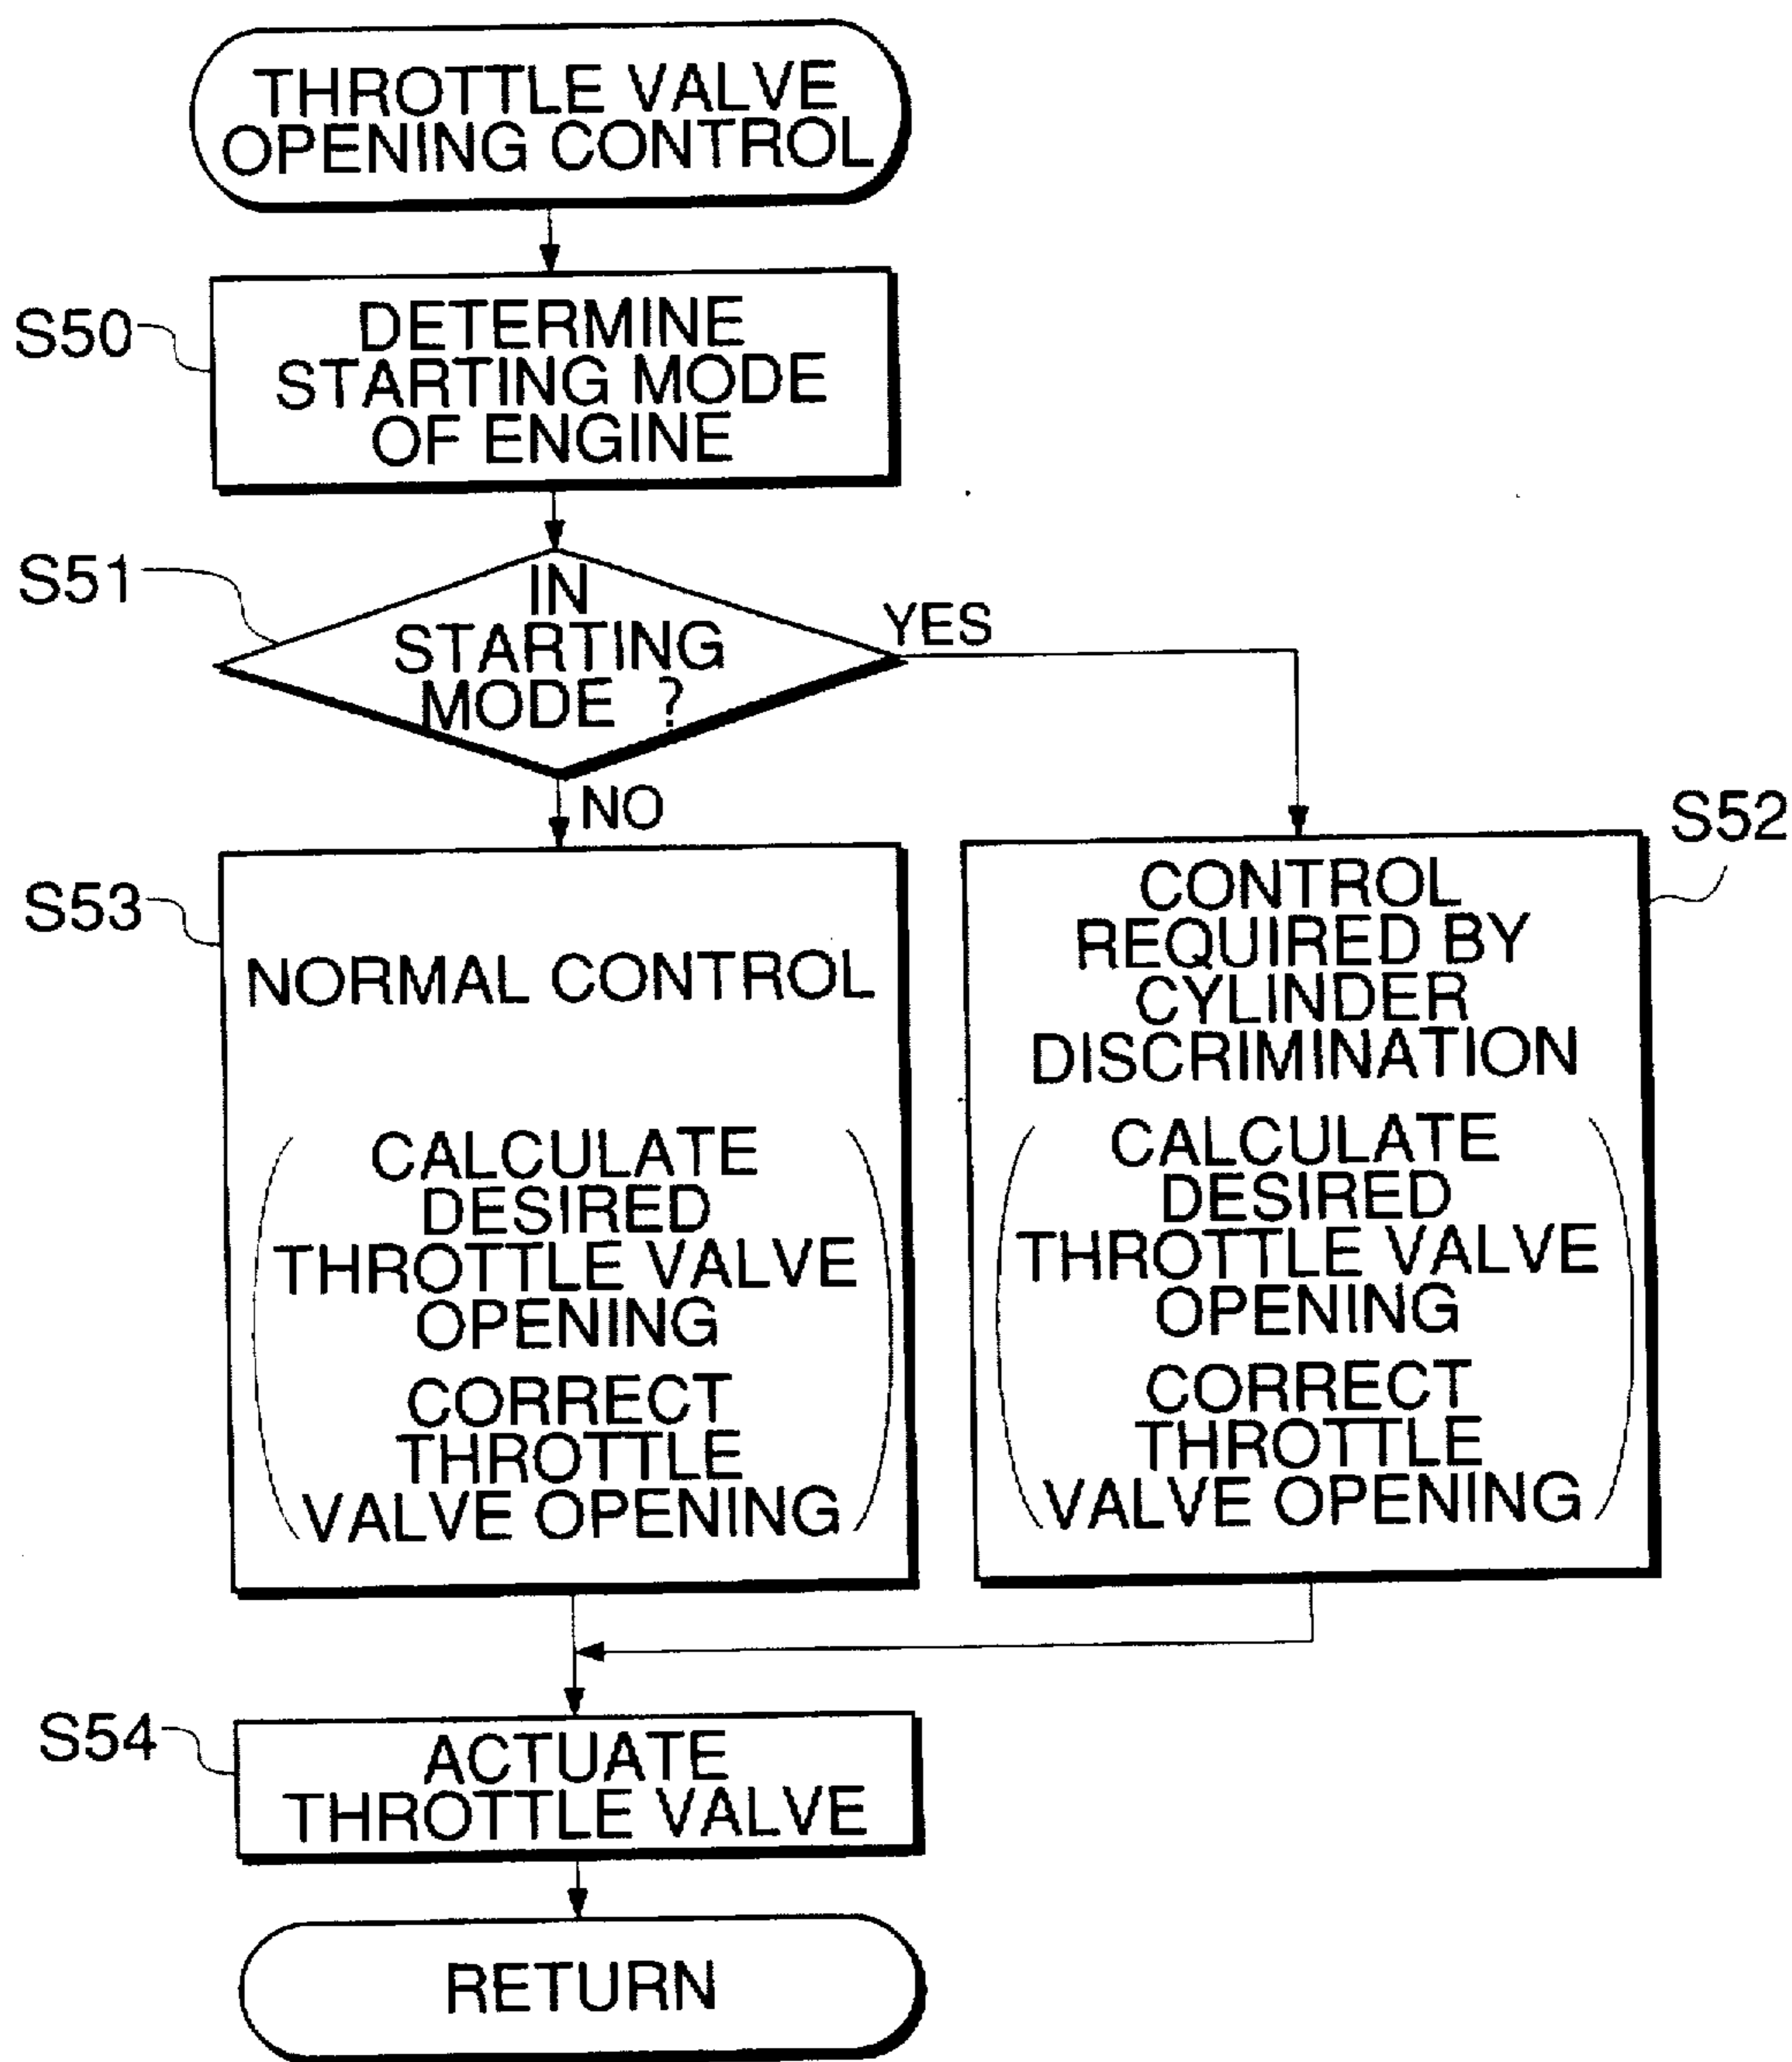 THROTTLE VALVE
OPENING CONTROL
S50
DETERMINE
STARTING MODE
OF ENGINE
S51
IN
STARTING
MODE ?
YES
NO
S53
NORMAL CONTROL
CALCULATE
DESIRED
THROTTLE VALVE
OPENING
CORRECT
THROTTLE
VALVE OPENING
S52
CONTROL
REQUIRED BY
CYLINDER
DISCRIMINATION
CALCULATE
DESIRED
THROTTLE VALVE
OPENING
CORRECT
THROTTLE
VALVE OPENING
S54
ACTUATE
THROTTLE VALVE
RETURN